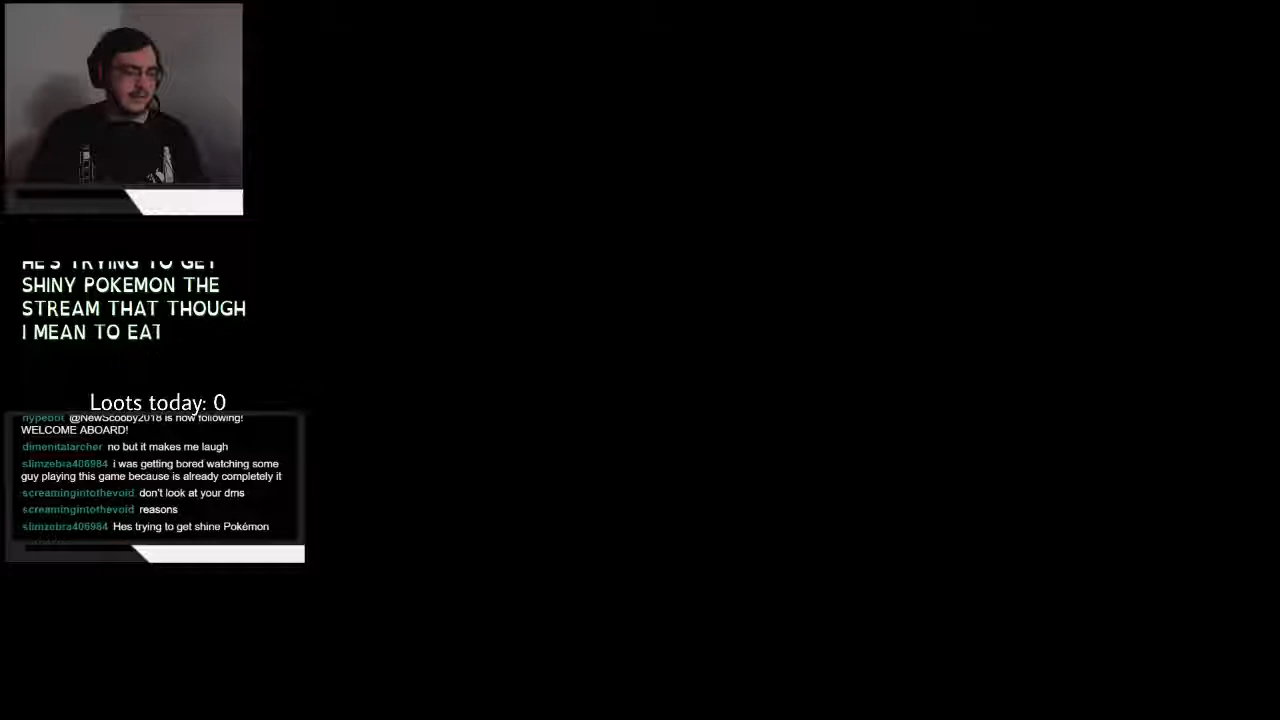 HE'S TRYING TO GET
SHINY POKEMON THE
STREAM THAT THOUGH
I MEAN TO EAT
Loots today: 0
hypebot @NewScooby2018 is now following!
WELCOME ABOARD!
dimenitalarcher no but it makes me laugh
slimzebra406984 i was getting bored watching some
guy playing this game because is already completely it
screamingintothevoid don't look at your dms
screamingintothevoid reasons
slimzebra406984 Hes trying to get shine Pokémon